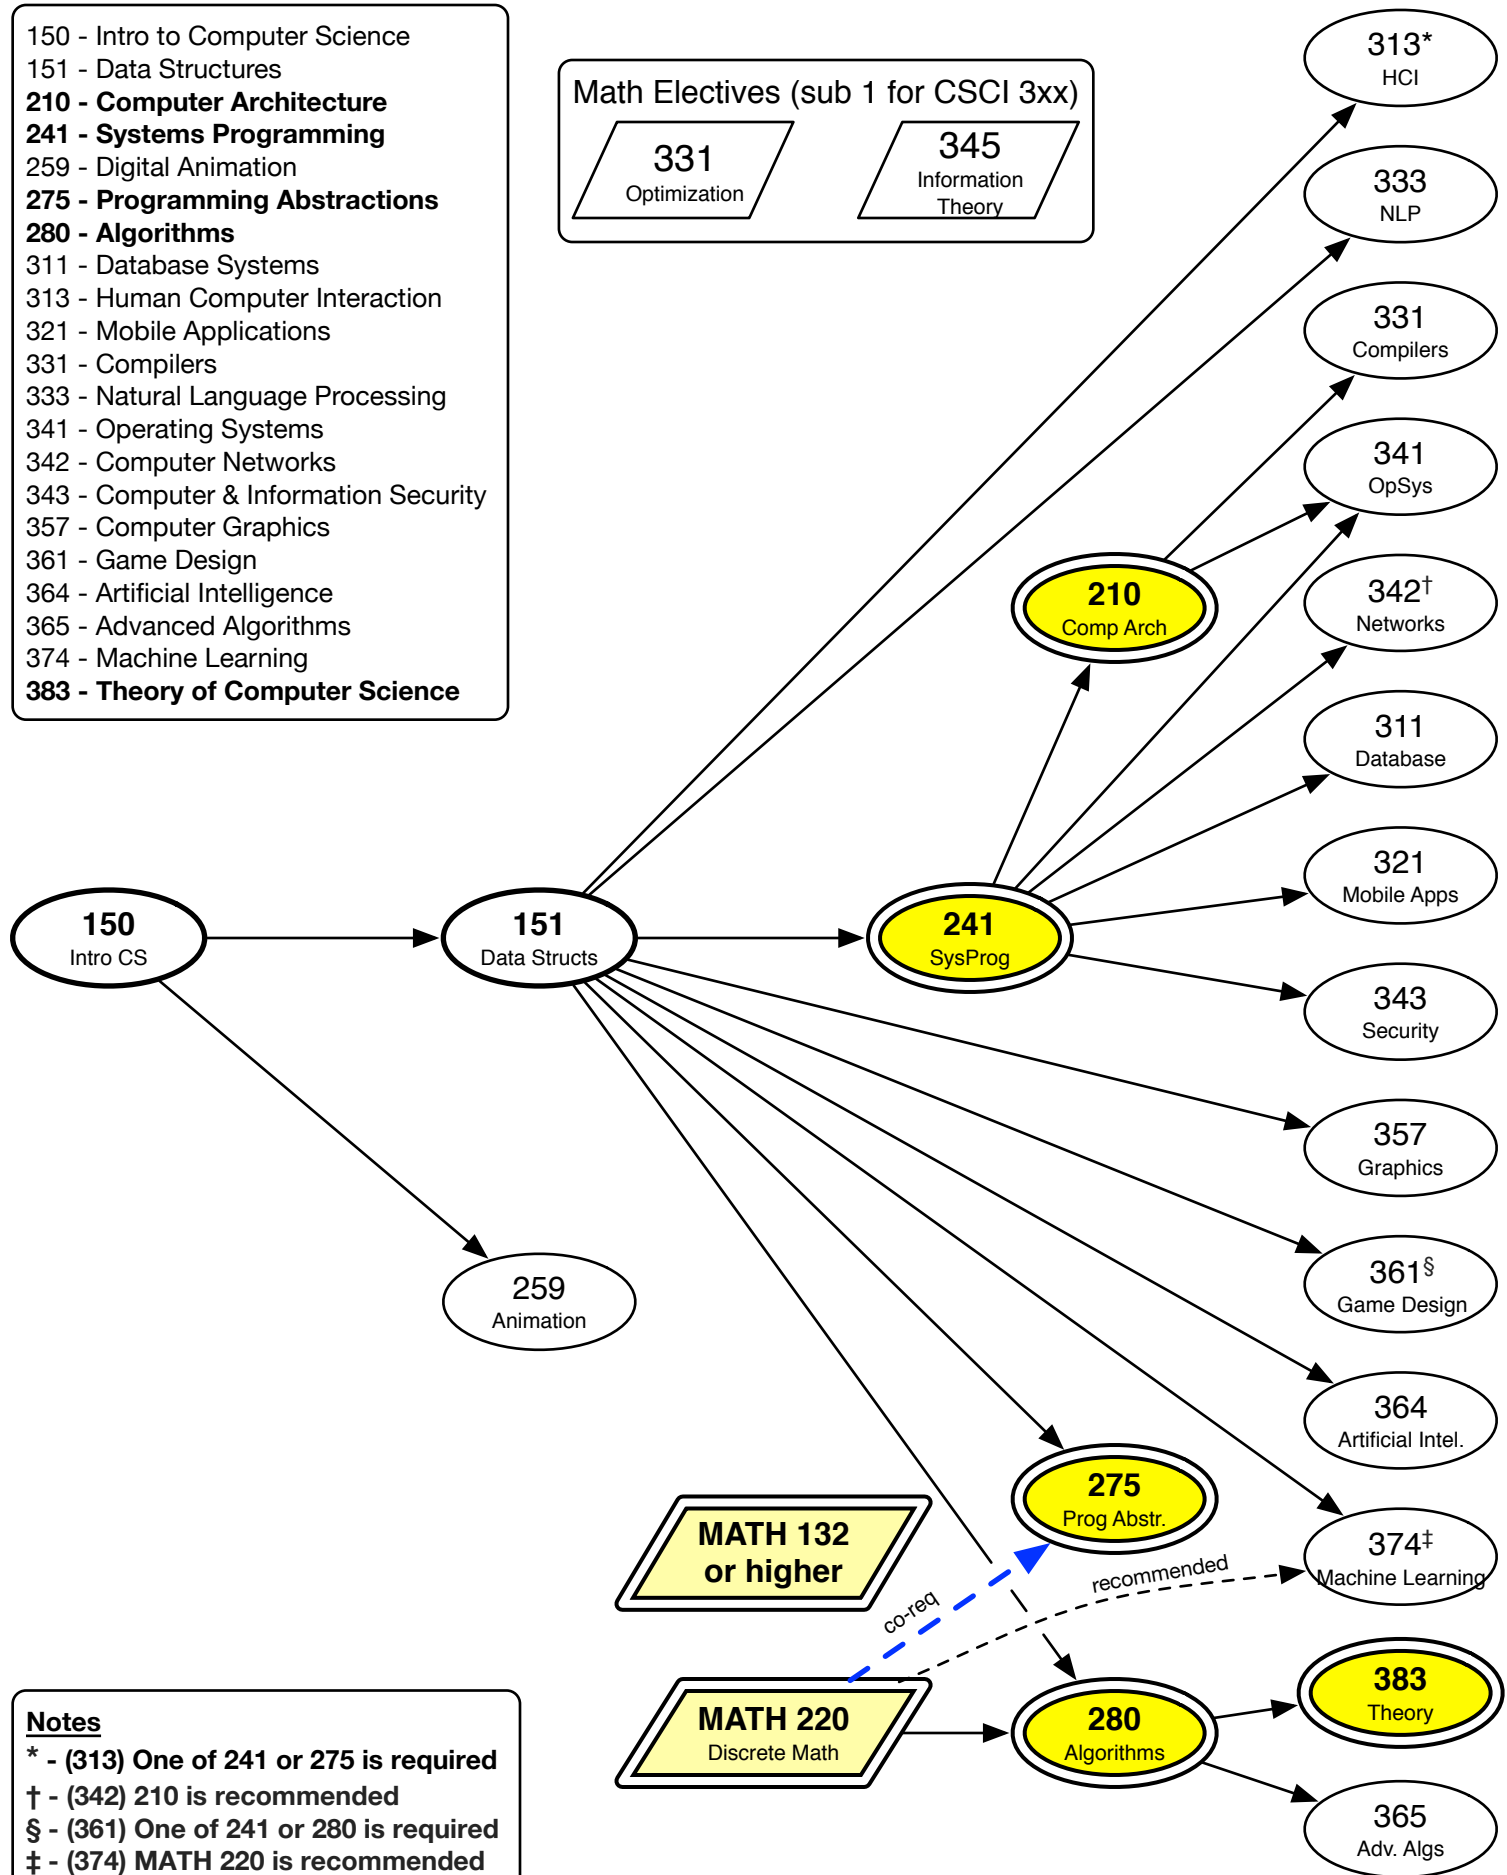 150 - Intro to Computer Science
151 - Data Structures
210 - Computer Architecture
241 - Systems Programming
259 - Digital Animation
275 - Programming Abstractions
280 - Algorithms
311 - Database Systems
313 - Human Computer Interaction
321 - Mobile Applications
331 - Compilers
333 - Natural Language Processing
341 - Operating Systems
342 - Computer Networks
343 - Computer & Information Security
357 - Computer Graphics
361 - Game Design
364 - Artificial Intelligence
365 - Advanced Algorithms
374 - Machine Learning
383 - Theory of Computer Science
Math Electives (sub 1 for CSCI 3xx)
331
Optimization
345
Information
Theory
313*
HCI
333
NLP
331
Compilers
341
OpSys
210
Comp Arch
342†
Networks
311
Database
321
Mobile Apps
150
Intro CS
151
Data Structs
241
SysProg
343
Security
357
Graphics
259
Animation
361§
Game Design
364
Artificial Intel.
275
Prog Abstr.
MATH 132
or higher
374‡
Machine Learning
co-req
recommended
MATH 220
Discrete Math
280
Algorithms
383
Theory
365
Adv. Algs
Notes
* - (313) One of 241 or 275 is required
† - (342) 210 is recommended
§ - (361) One of 241 or 280 is required
‡ - (374) MATH 220 is recommended